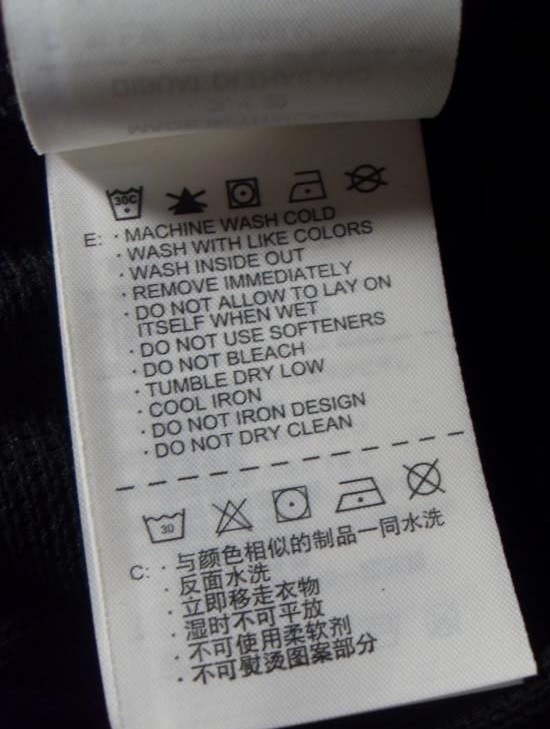 30C
E: · MACHINE WASH COLD
· WASH WITH LIKE COLORS
· WASH INSIDE OUT
· REMOVE IMMEDIATELY
· DO NOT ALLOW TO LAY ON
ITSELF WHEN WET
· DO NOT USE SOFTENERS
· DO NOT BLEACH
· TUMBLE DRY LOW
· COOL IRON
· DO NOT IRON DESIGN
· DO NOT DRY CLEAN
30
C: · 与颜色相似的制品一同水洗
· 反面水洗
· 立即移走衣物
· 湿时不可平放
· 不可使用柔软剂
· 不可熨烫图案部分